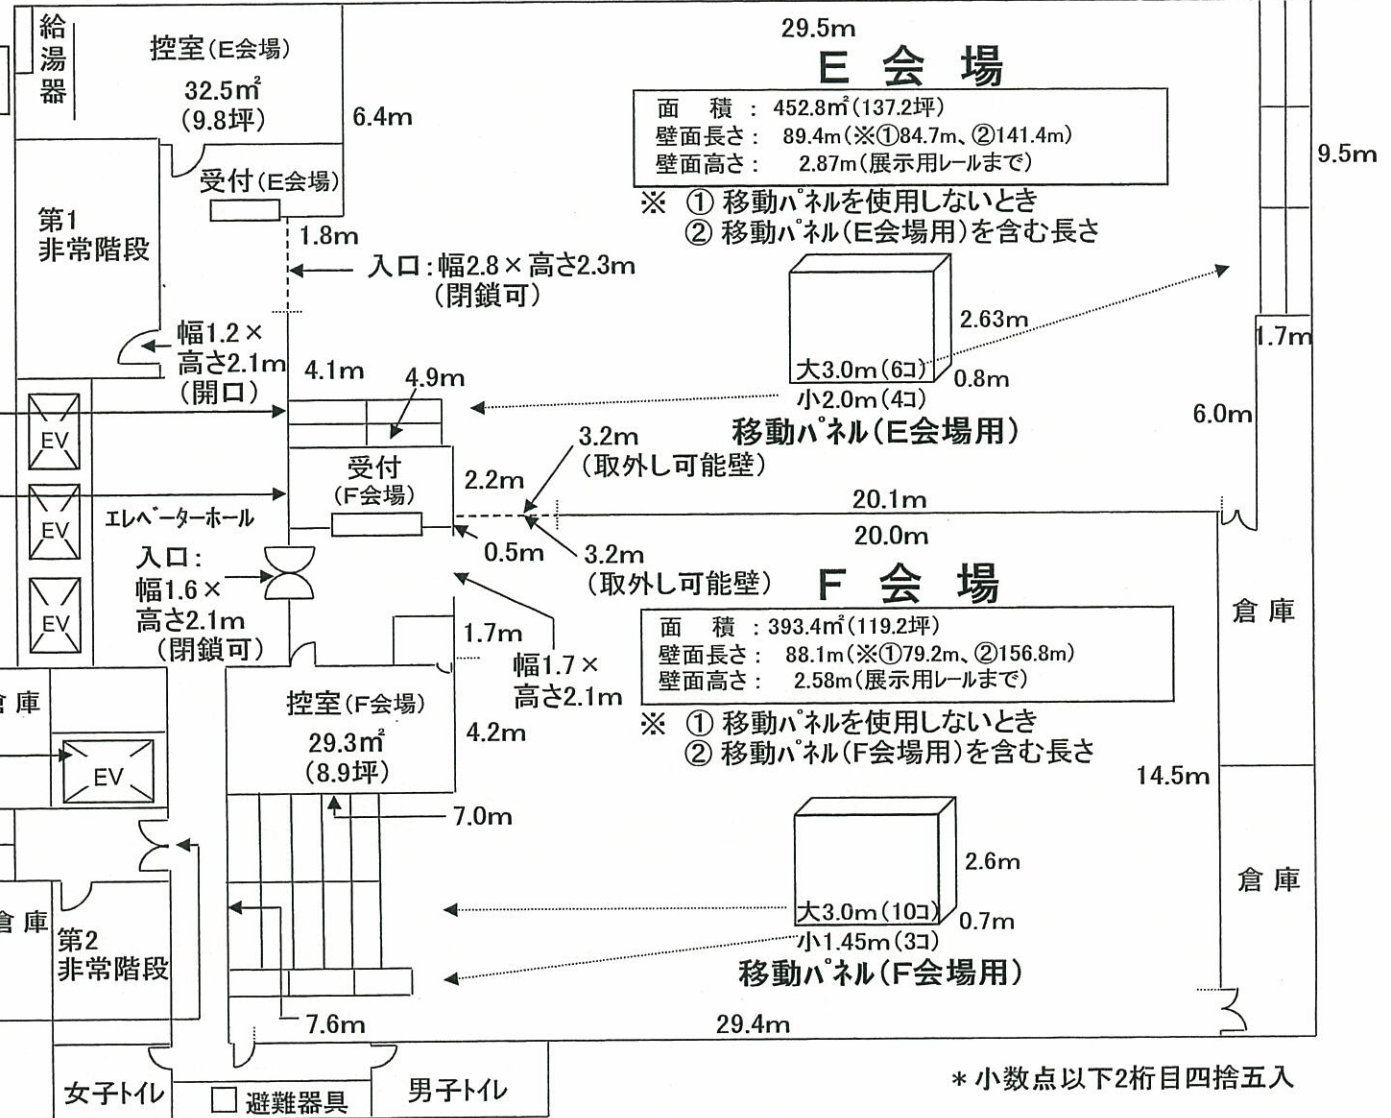 給湯器
控室(E会場)
32.5㎡
(9.8坪)
6.4m
29.5m
E 会 場
面 積 : 452.8㎡(137.2坪)
壁面長さ: 89.4m(※①84.7m、②141.4m)
壁面高さ: 2.87m(展示用レールまで)
※ ① 移動パネルを使用しないとき
② 移動パネル(E会場用)を含む長さ
9.5m
受付(E会場)
第1
非常階段
1.8m
入口:幅2.8×高さ2.3m
(閉鎖可)
幅1.2×
高さ2.1m
(開口)
4.1m
4.9m
2.63m
大3.0m(6コ)
0.8m
小2.0m(4コ)
移動パネル(E会場用)
1.7m
6.0m
EV
EV
EV
エレベーターホール
受付
(F会場)
2.2m
3.2m
(取外し可能壁)
20.1m
20.0m
0.5m
3.2m
(取外し可能壁)
入口:
幅1.6×
高さ2.1m
(閉鎖可)
F 会 場
面 積 :393.4㎡(119.2坪)
壁面長さ: 88.1m(※①79.2m、②156.8m)
壁面高さ: 2.58m(展示用レールまで)
※ ① 移動パネルを使用しないとき
② 移動パネル(F会場用)を含む長さ
倉 庫
1.7m
幅1.7×
高さ2.1m
倉 庫
控室(F会場)
29.3㎡
(8.9坪)
4.2m
EV
7.0m
14.5m
2.6m
大3.0m(10コ)
0.7m
小1.45m(3コ)
移動パネル(F会場用)
倉 庫
倉 庫
第2
非常階段
7.6m
29.4m
女子トイレ
避難器具
男子トイレ
*小数点以下2桁目四捨五入